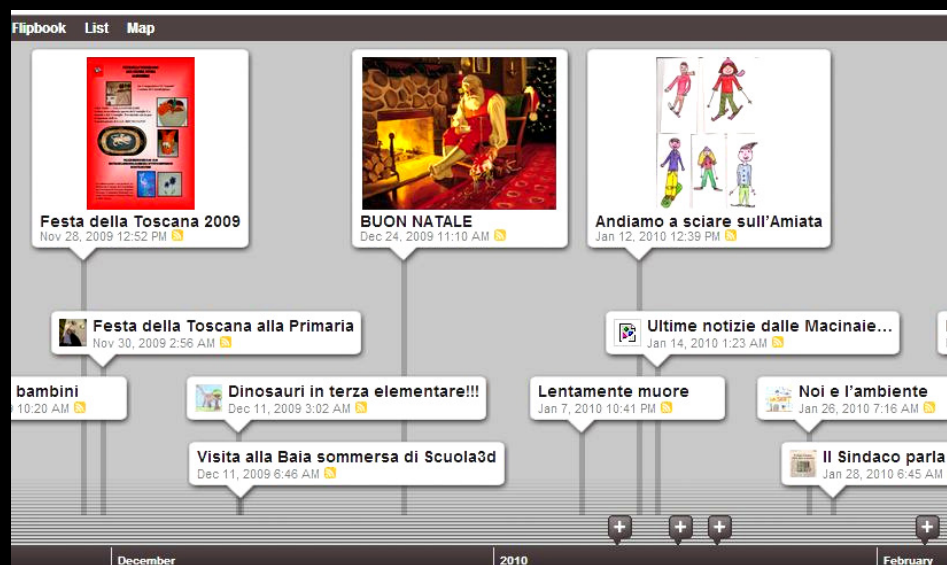 Flipbook List Map
Festa della Toscana 2009
Nov 28, 2009 12:52 PM
BUON NATALE
Dec 24, 2009 11:10 AM
Andiamo a sciare sull'Amiata
Jan 12, 2010 12:39 PM
Festa della Toscana alla Primaria
Nov 30, 2009 2:56 AM
Ultime notizie dalle Macinaie...
Jan 14, 2010 1:23 AM
bambini
10:20 AM
Dinosauri in terza elementare!!!
Dec 11, 2009 3:02 AM
Lentamente muore
Jan 7, 2010 10:41 PM
Noi e l'ambiente
Jan 26, 2010 7:16 AM
Visita alla Baia sommersa di Scuola3d
Dec 11, 2009 6:46 AM
Il Sindaco parla
Jan 28, 2010 6:45 AM
December
2010
February